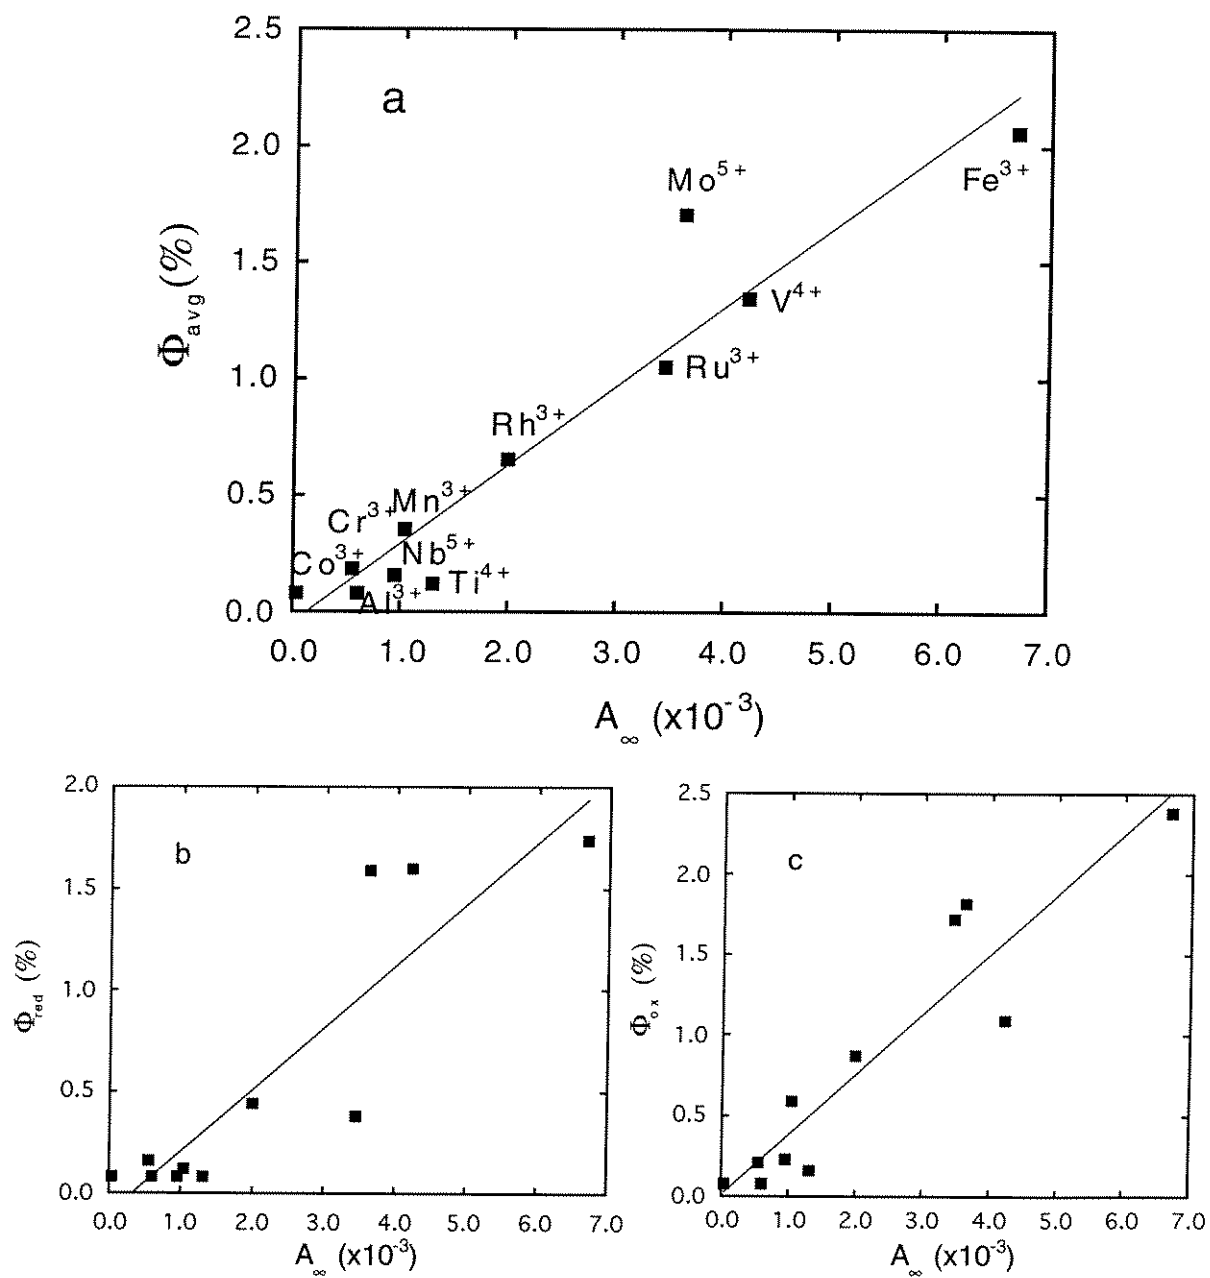 2.5
a
2.0
Mo5+
Fe3+
1.5
V4+
Φavg (%)
1.0
Ru3+
Rh3+
0.5
Mn3+
Cr3+
Nb5+
Co3+
Ti4+
Al3+
0.0
0.0 1.0 2.0 3.0 4.0 5.0 6.0 7.0
A∞ (x10-3)
2.0
b
1.5
Φred (%)
1.0
0.5
0.0
0.0 1.0 2.0 3.0 4.0 5.0 6.0 7.0
A∞ (x10-3)
2.5
c
2.0
1.5
Φox (%)
1.0
0.5
0.0
0.0 1.0 2.0 3.0 4.0 5.0 6.0 7.0
A∞ (x10-3)